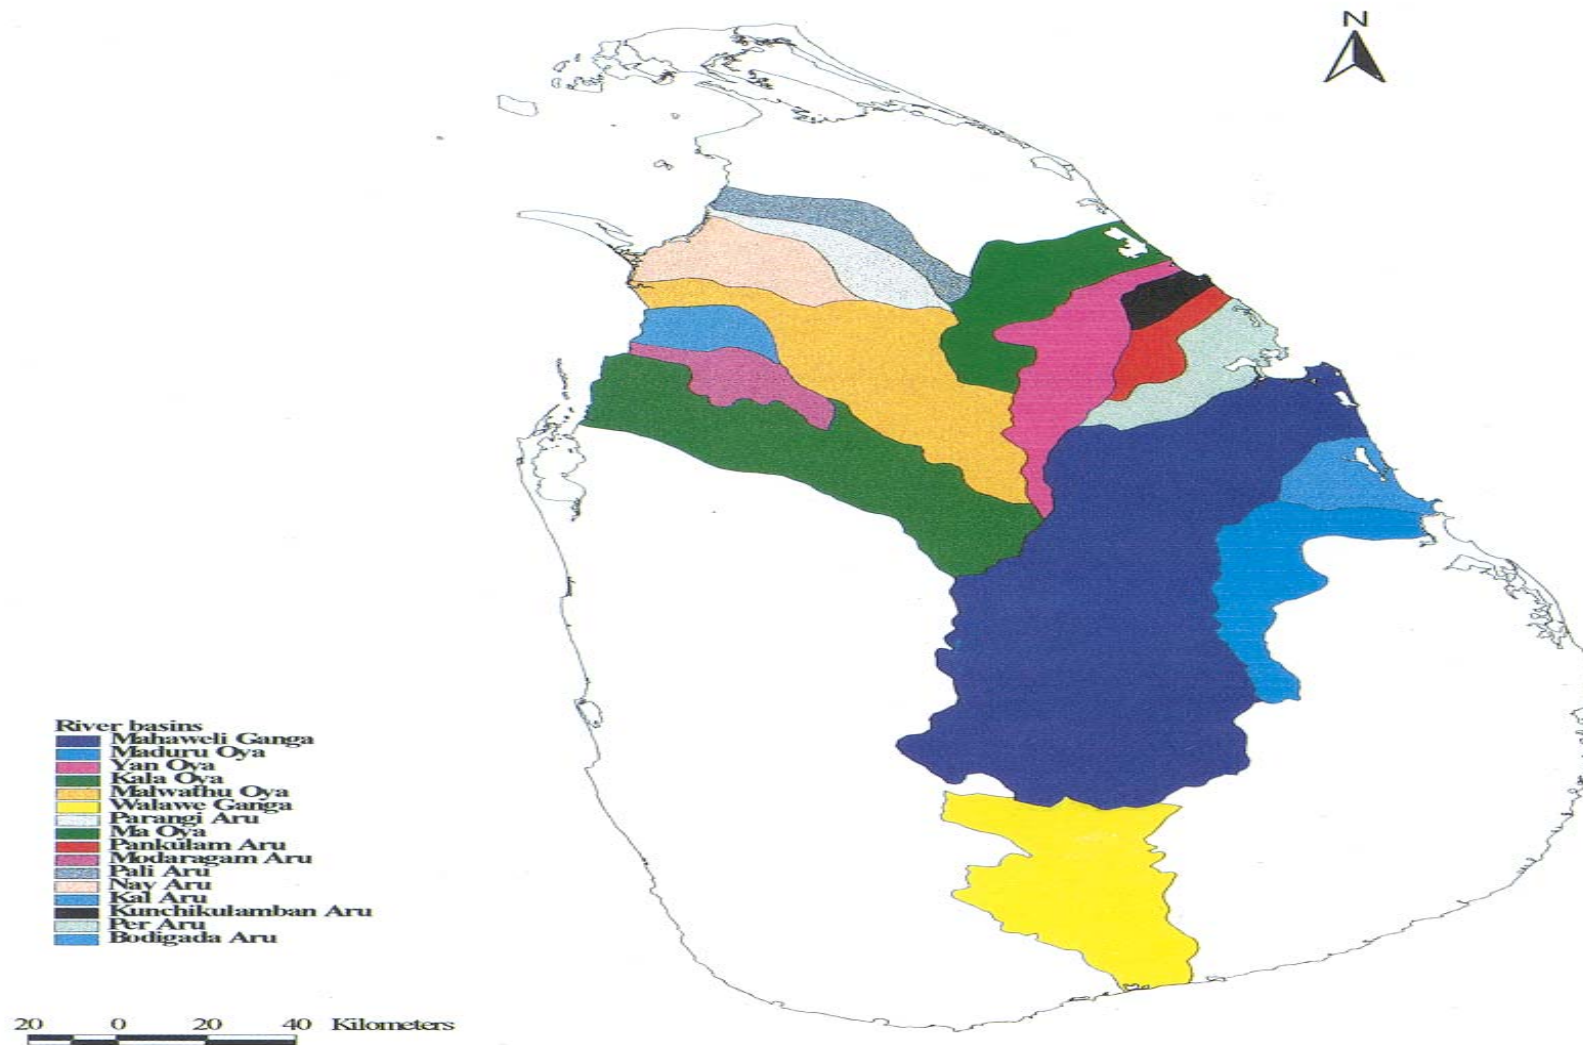 N
River basins
Mahaweli Ganga
Maduru Oya
Yan Oya
Kala Oya
Malwathu Oya
Walawe Ganga
Parangi Aru
Ma Oya
Pankulam Aru
Modaragam Aru
Pali Aru
Nay Aru
Kal Aru
Kunchikulamban Aru
Per Aru
Bodigada Aru
20 0 20 40 Kilometers